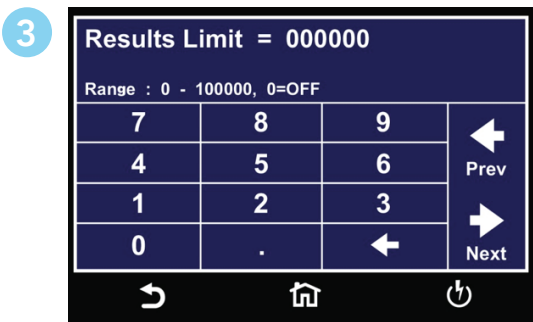 3
Results Limit = 000000
Range : 0 - 100000, 0=OFF
7 8 9
4 5 6 Prev
1 2 3
0 . Next